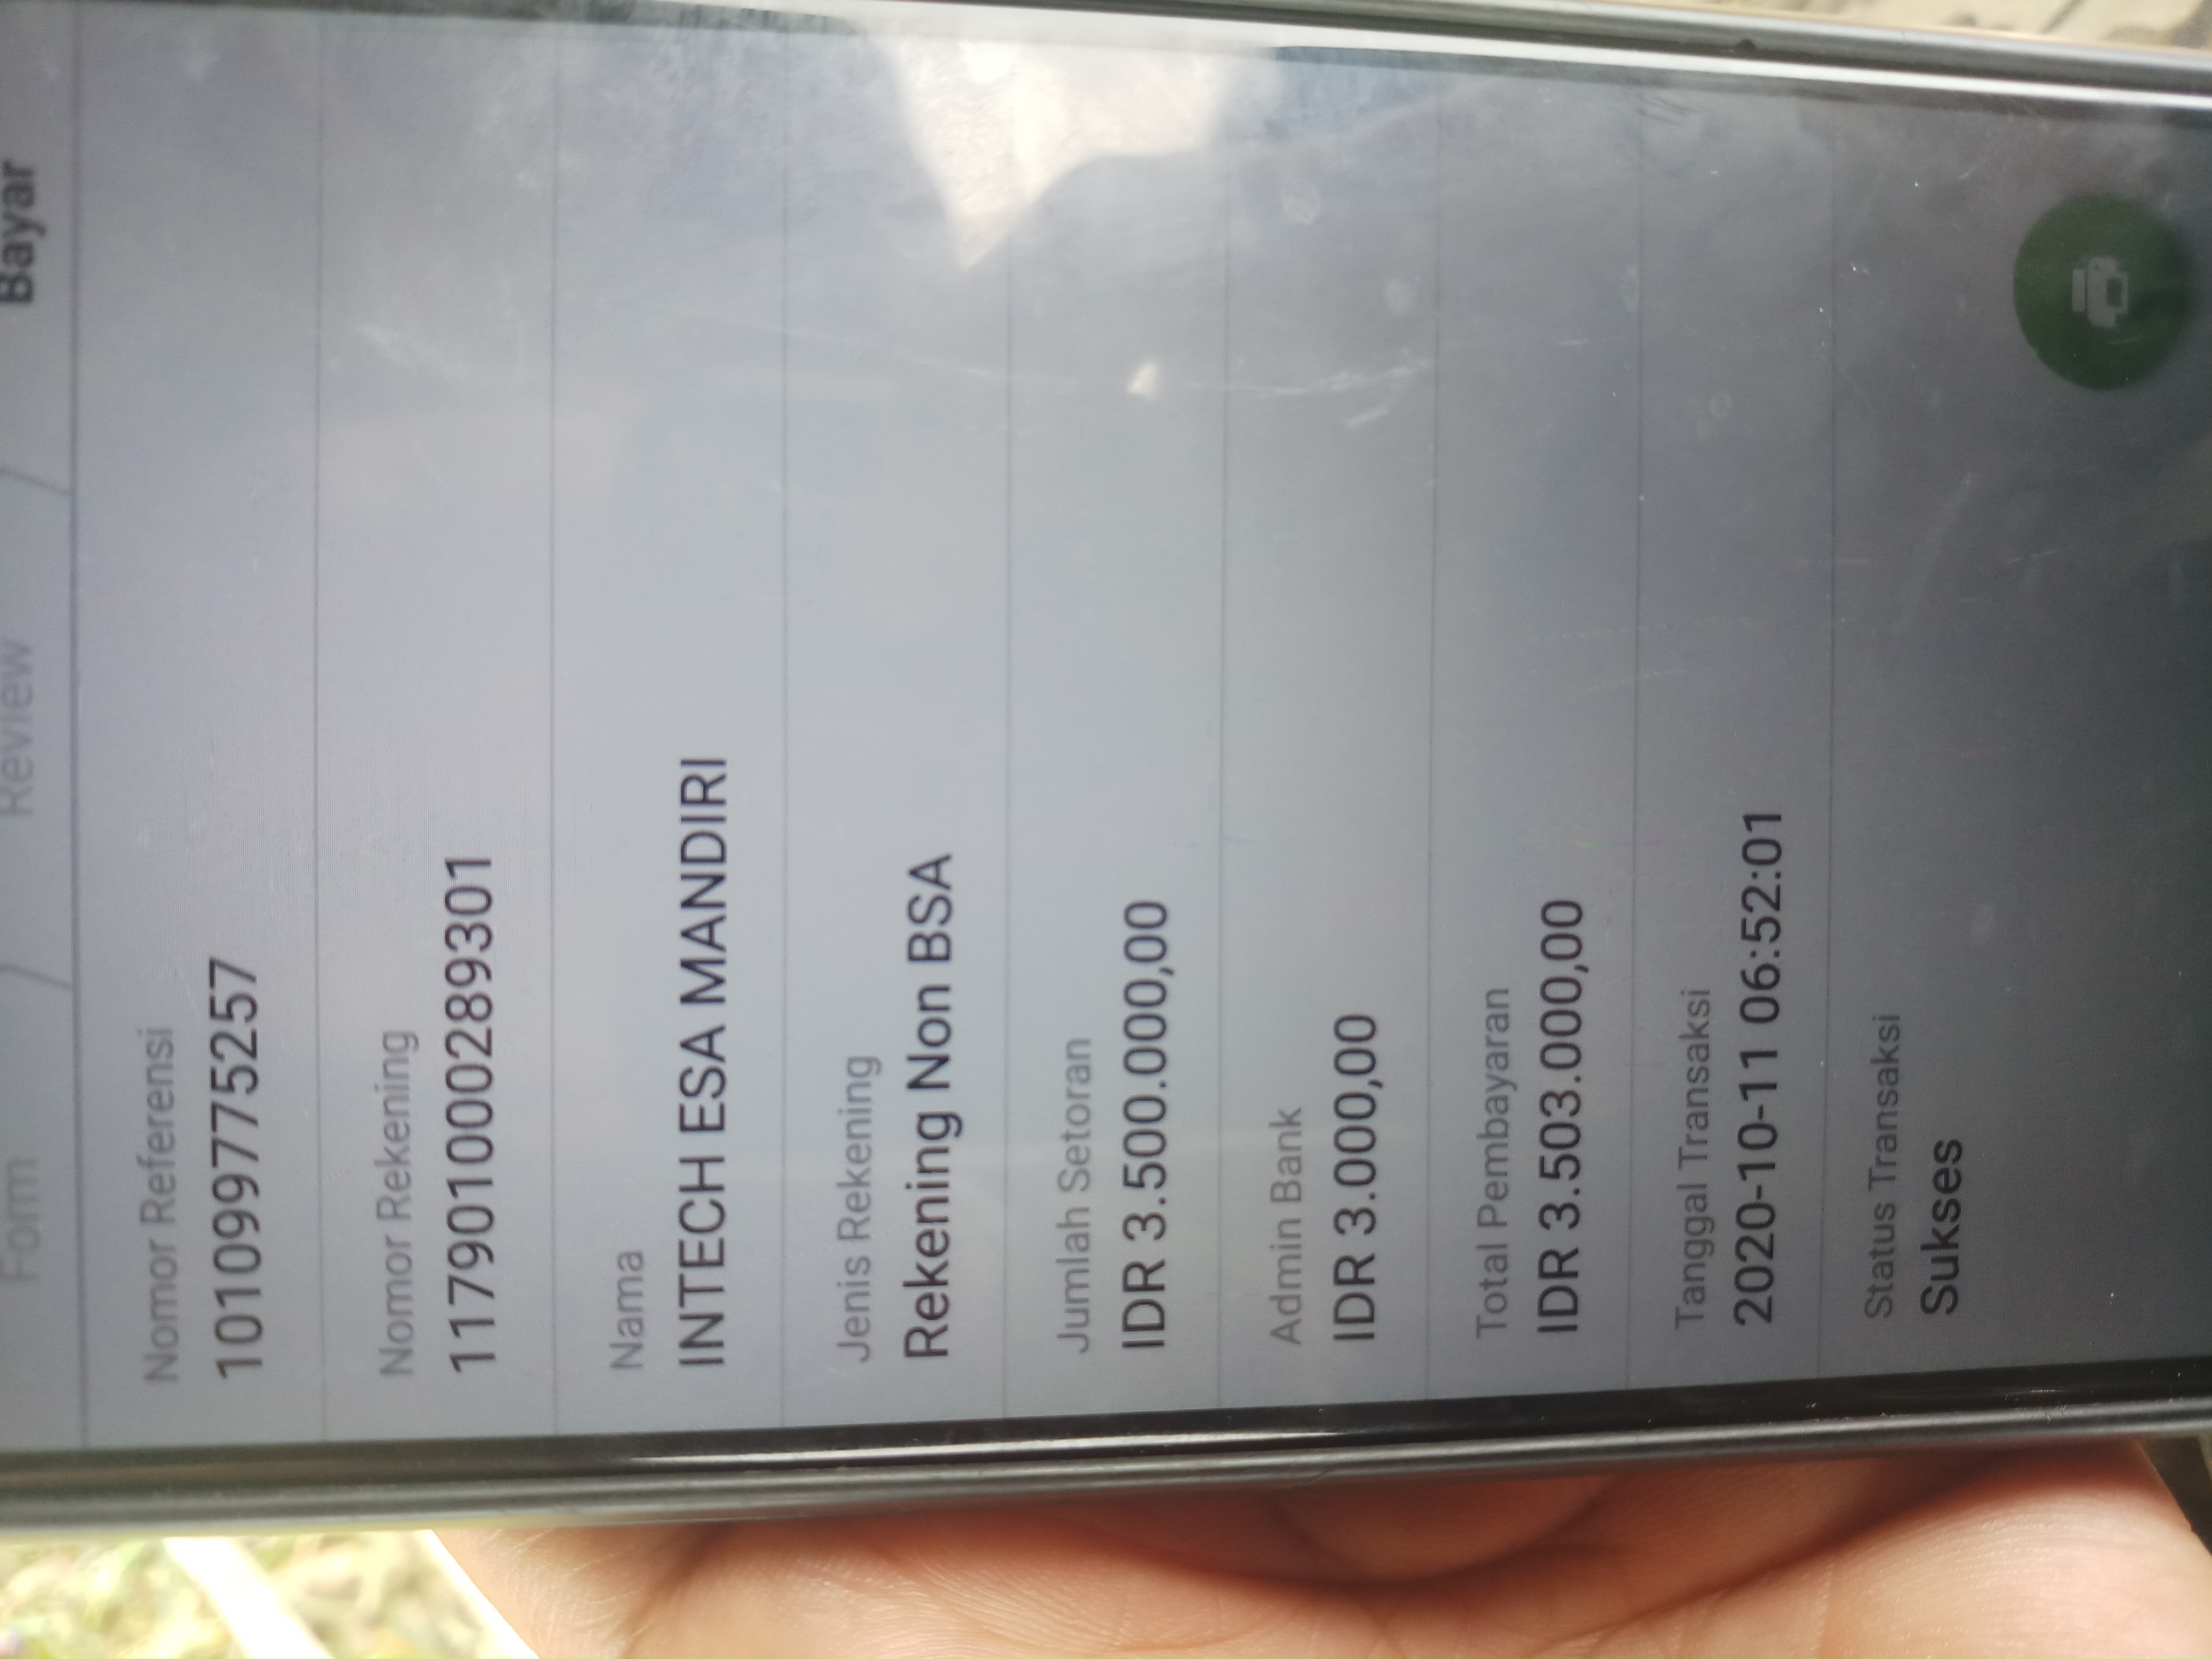 Form Review Bayar
Nomor Referensi
101099775257
Nomor Rekening
117901000289301
Nama
INTECH ESA MANDIRI
Jenis Rekening
Rekening Non BSA
Jumlah Setoran
IDR 3.500.000,00
Admin Bank
IDR 3.000,00
Total Pembayaran
IDR 3.503.000,00
Tanggal Transaksi
2020-10-11 06:52:01
Status Transaksi
Sukses